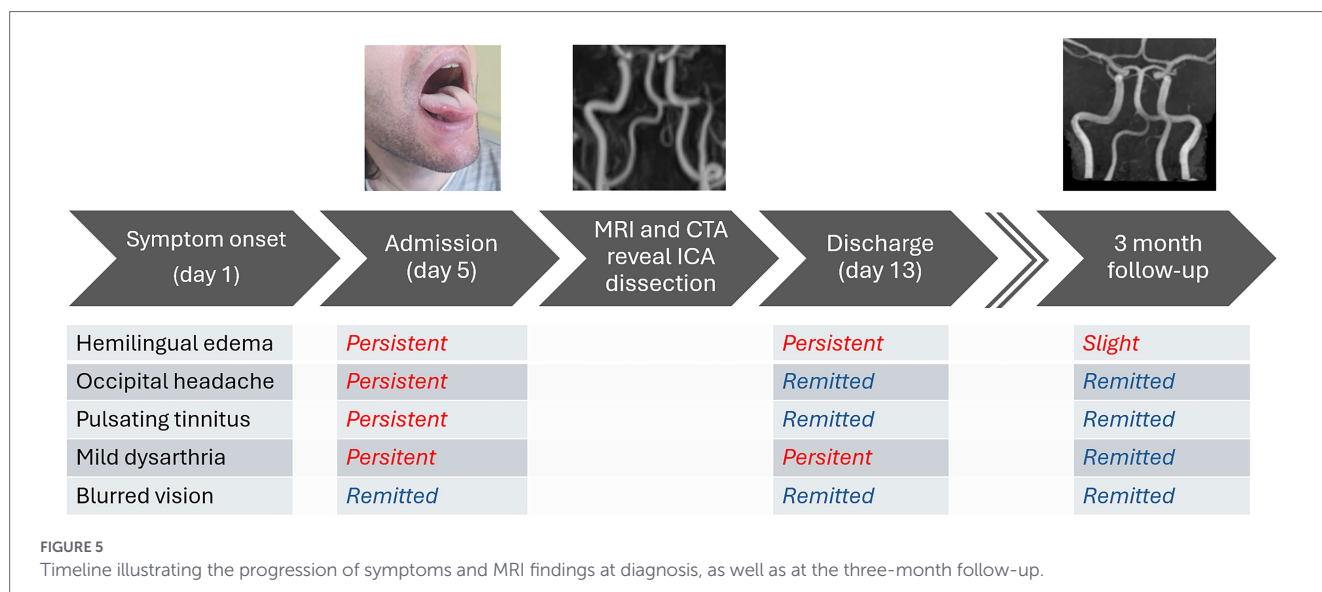 Symptom onset
(day 1)
Admission
(day 5)
MRI and CTA
reveal ICA
dissection
Discharge
(day 13)
3 month
follow-up
Hemilingual edema Persistent Persistent Slight
Occipital headache Persistent Remitted Remitted
Pulsating tinnitus Persistent Remitted Remitted
Mild dysarthria Persitent Persitent Remitted
Blurred vision Remitted Remitted Remitted
FIGURE 5
Timeline illustrating the progression of symptoms and MRI findings at diagnosis, as well as at the three-month follow-up.